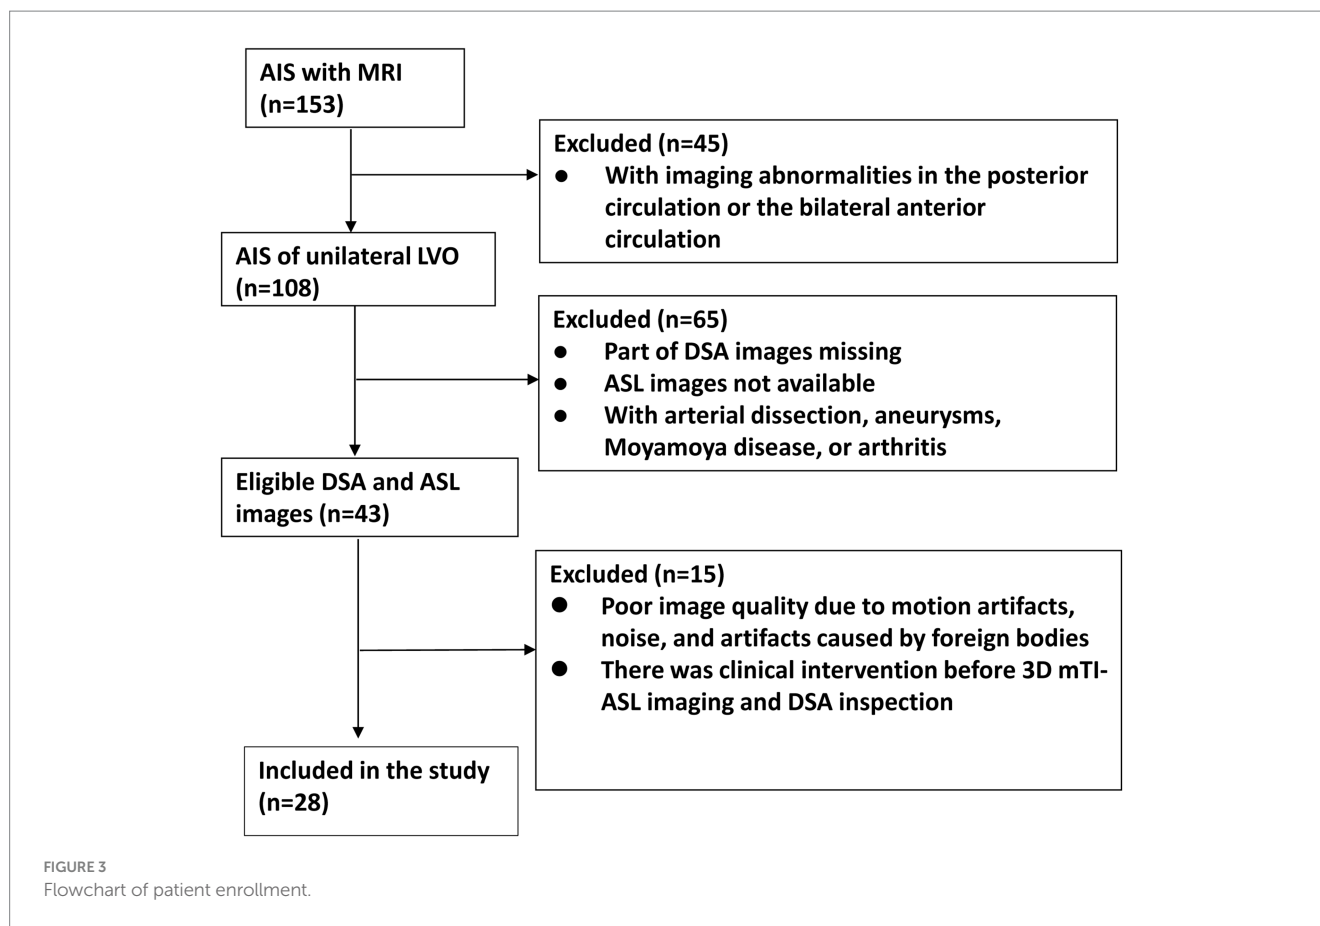 AIS with MRI
(n=153)
Excluded (n=45)
● With imaging abnormalities in the posterior
circulation or the bilateral anterior
circulation
AIS of unilateral LVO
(n=108)
Excluded (n=65)
● Part of DSA images missing
● ASL images not available
● With arterial dissection, aneurysms,
Moyamoya disease, or arthritis
Eligible DSA and ASL
images (n=43)
Excluded (n=15)
● Poor image quality due to motion artifacts,
noise, and artifacts caused by foreign bodies
● There was clinical intervention before 3D mTI-
ASL imaging and DSA inspection
Included in the study
(n=28)
FIGURE 3
Flowchart of patient enrollment.